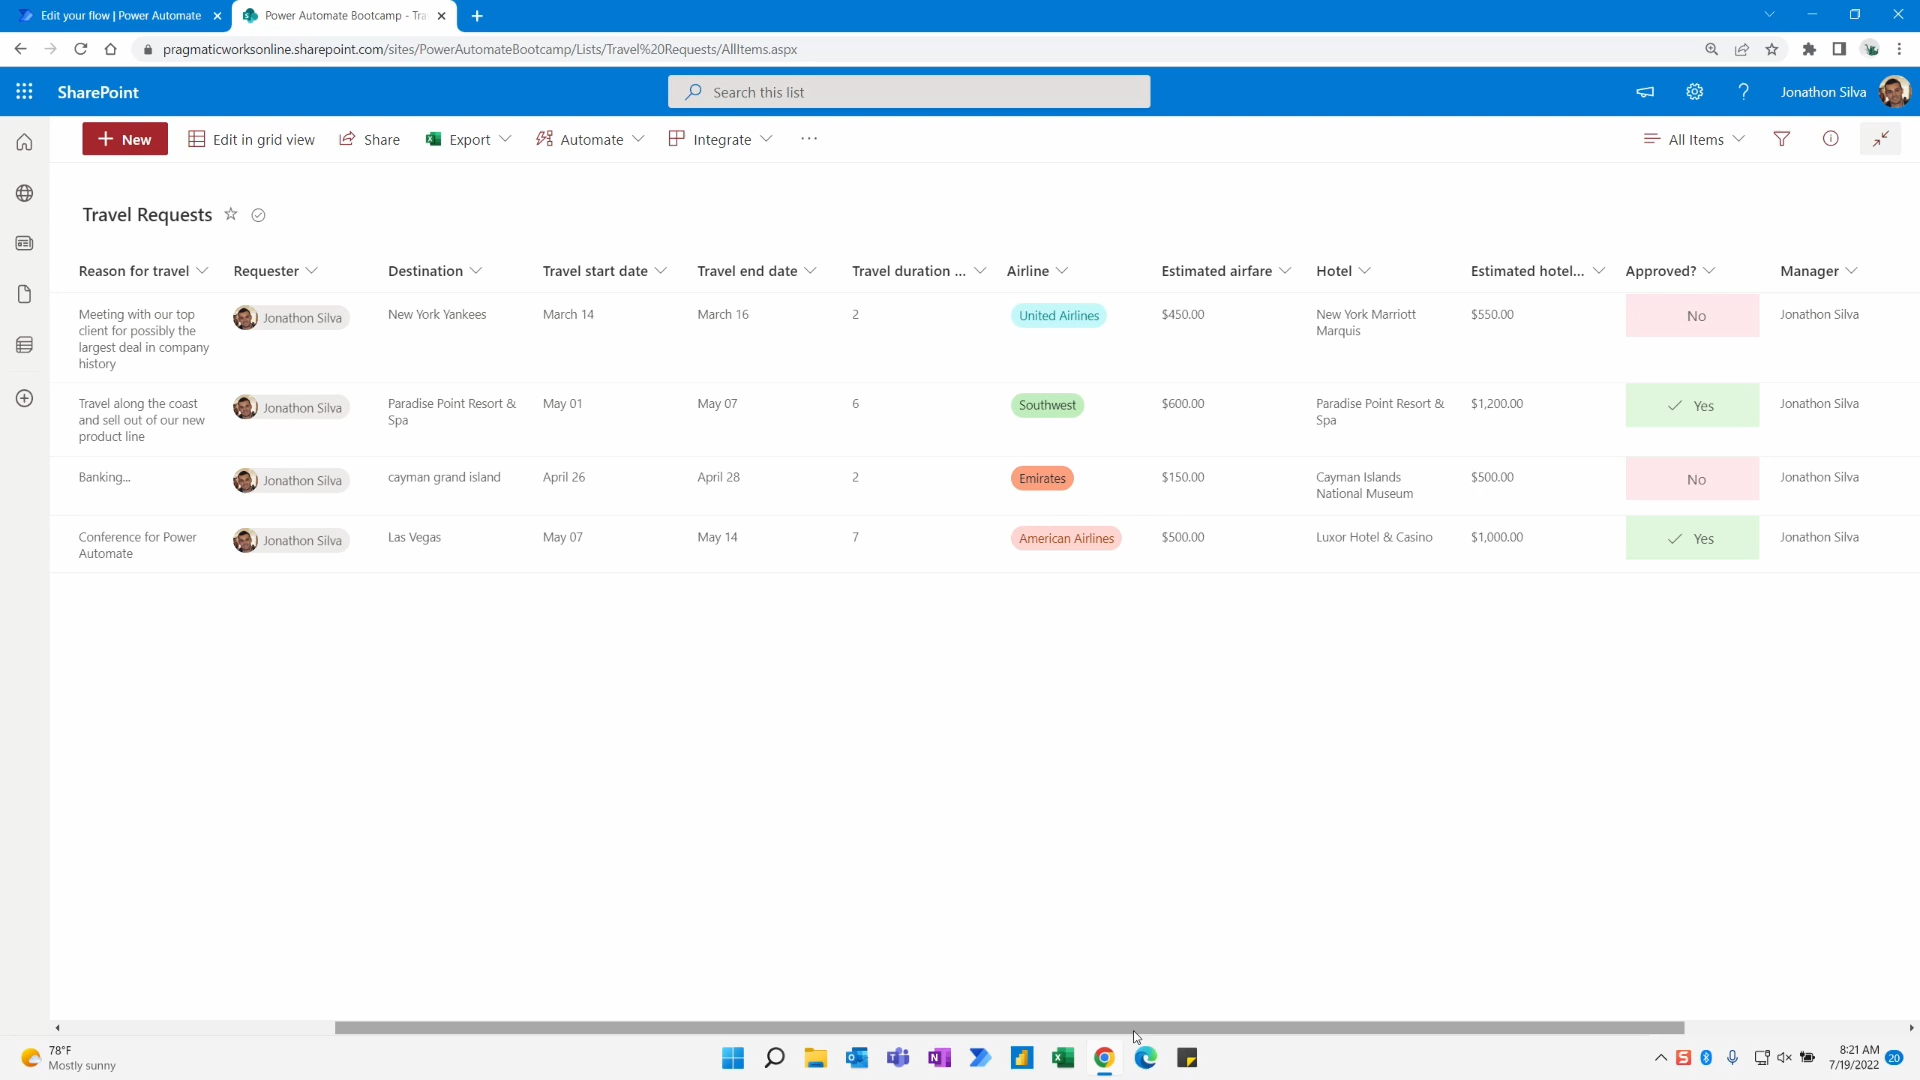 Edit your flow | Power Automate
Power Automate Bootcamp - Tra
pragmaticworksonline.sharepoint.com/sites/PowerAutomateBootcamp/Lists/Travel%20Requests/AllItems.aspx
SharePoint
Search this list
Jonathon Silva
New
Edit in grid view
Share
Export
Automate
Integrate
All Items
Travel Requests
Reason for travel
Requester
Destination
Travel start date
Travel end date
Travel duration ...
Airline
Estimated airfare
Hotel
Estimated hotel...
Approved?
Manager
Meeting with our top
client for possibly the
largest deal in company
history
Jonathon Silva
New York Yankees
March 14
March 16
2
United Airlines
$450.00
New York Marriott
Marquis
$550.00
No
Jonathon Silva
Travel along the coast
and sell out of our new
product line
Jonathon Silva
Paradise Point Resort &
Spa
May 01
May 07
6
Southwest
$600.00
Paradise Point Resort &
Spa
$1,200.00
Yes
Jonathon Silva
Banking...
Jonathon Silva
cayman grand island
April 26
April 28
2
Emirates
$150.00
Cayman Islands
National Museum
$500.00
No
Jonathon Silva
Conference for Power
Automate
Jonathon Silva
Las Vegas
May 07
May 14
7
American Airlines
$500.00
Luxor Hotel & Casino
$1,000.00
Yes
Jonathon Silva
78°F
Mostly sunny
8:21 AM
7/19/2022
20